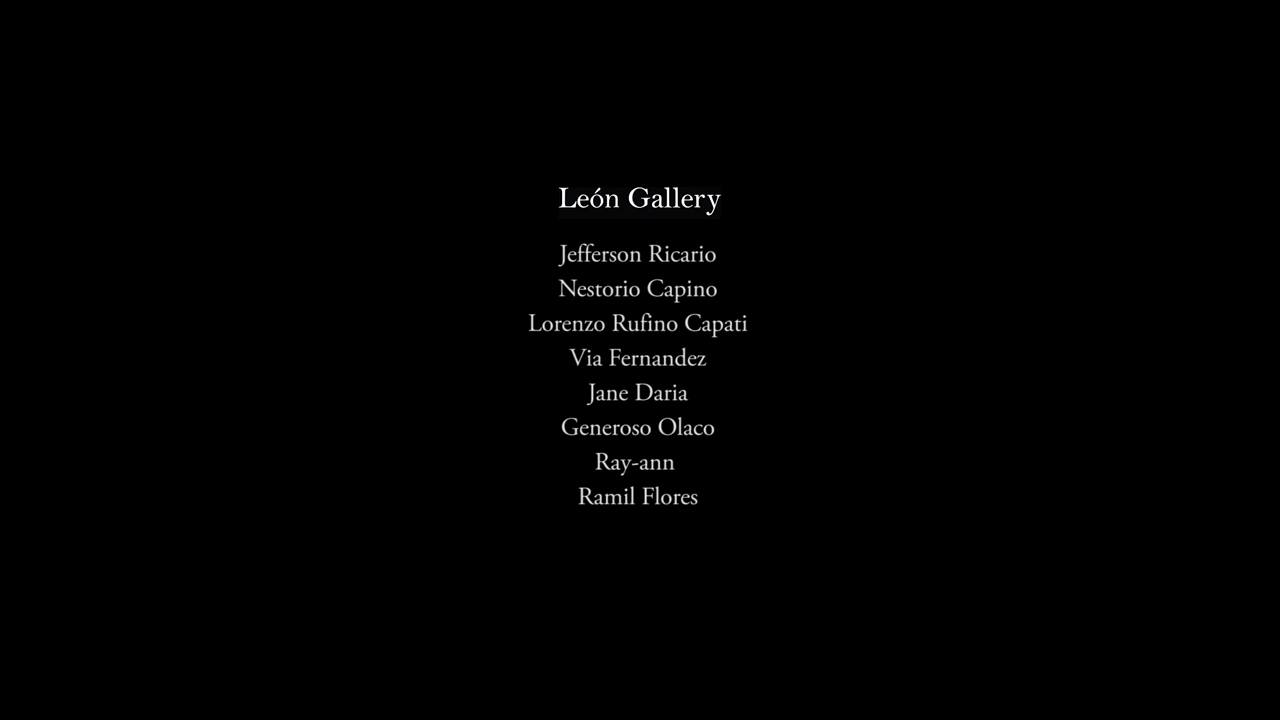 León Gallery
Jefferson Ricario
Nestorio Capino
Lorenzo Rufino Capati
Via Fernandez
Jane Daria
Generoso Olaco
Ray-ann
Ramil Flores